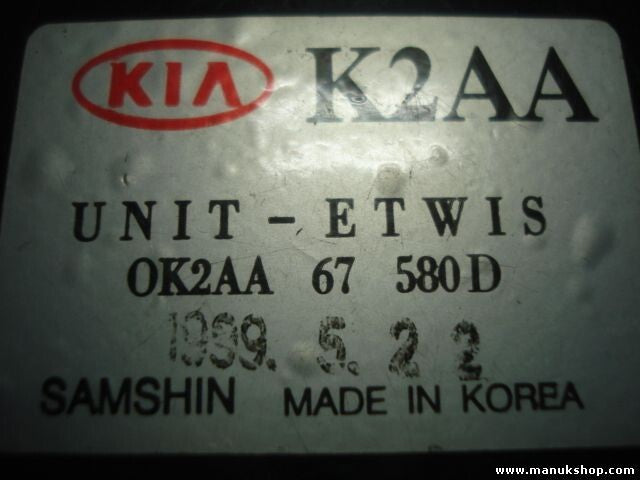 KIA K2AA
UNIT - ETWIS
OK2AA 67 580D
1999. 5. 2 2
SAMSHIN MADE IN KOREA
www.manukshop.com